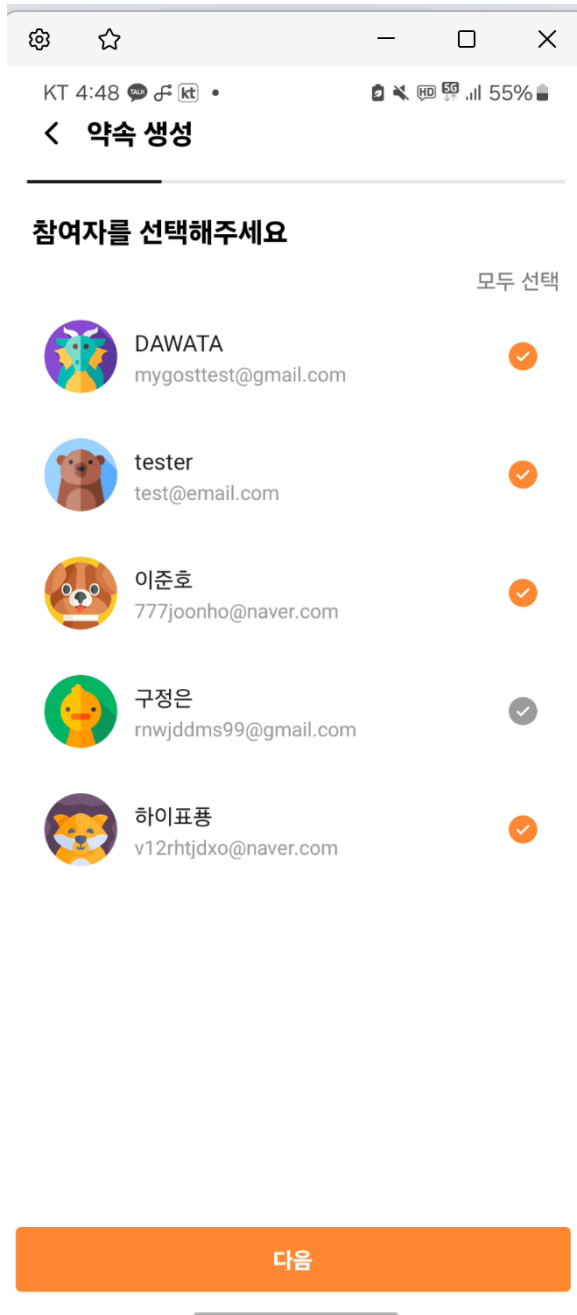 KT 4:48 TALK kt
HD 5G 55%
약속 생성
참여자를 선택해주세요
모두 선택
DAWATA
mygosttest@gmail.com
tester
test@email.com
이준호
777joonho@naver.com
구정은
rnwjddms99@gmail.com
하이표퐁
v12rhtjdxo@naver.com
다음